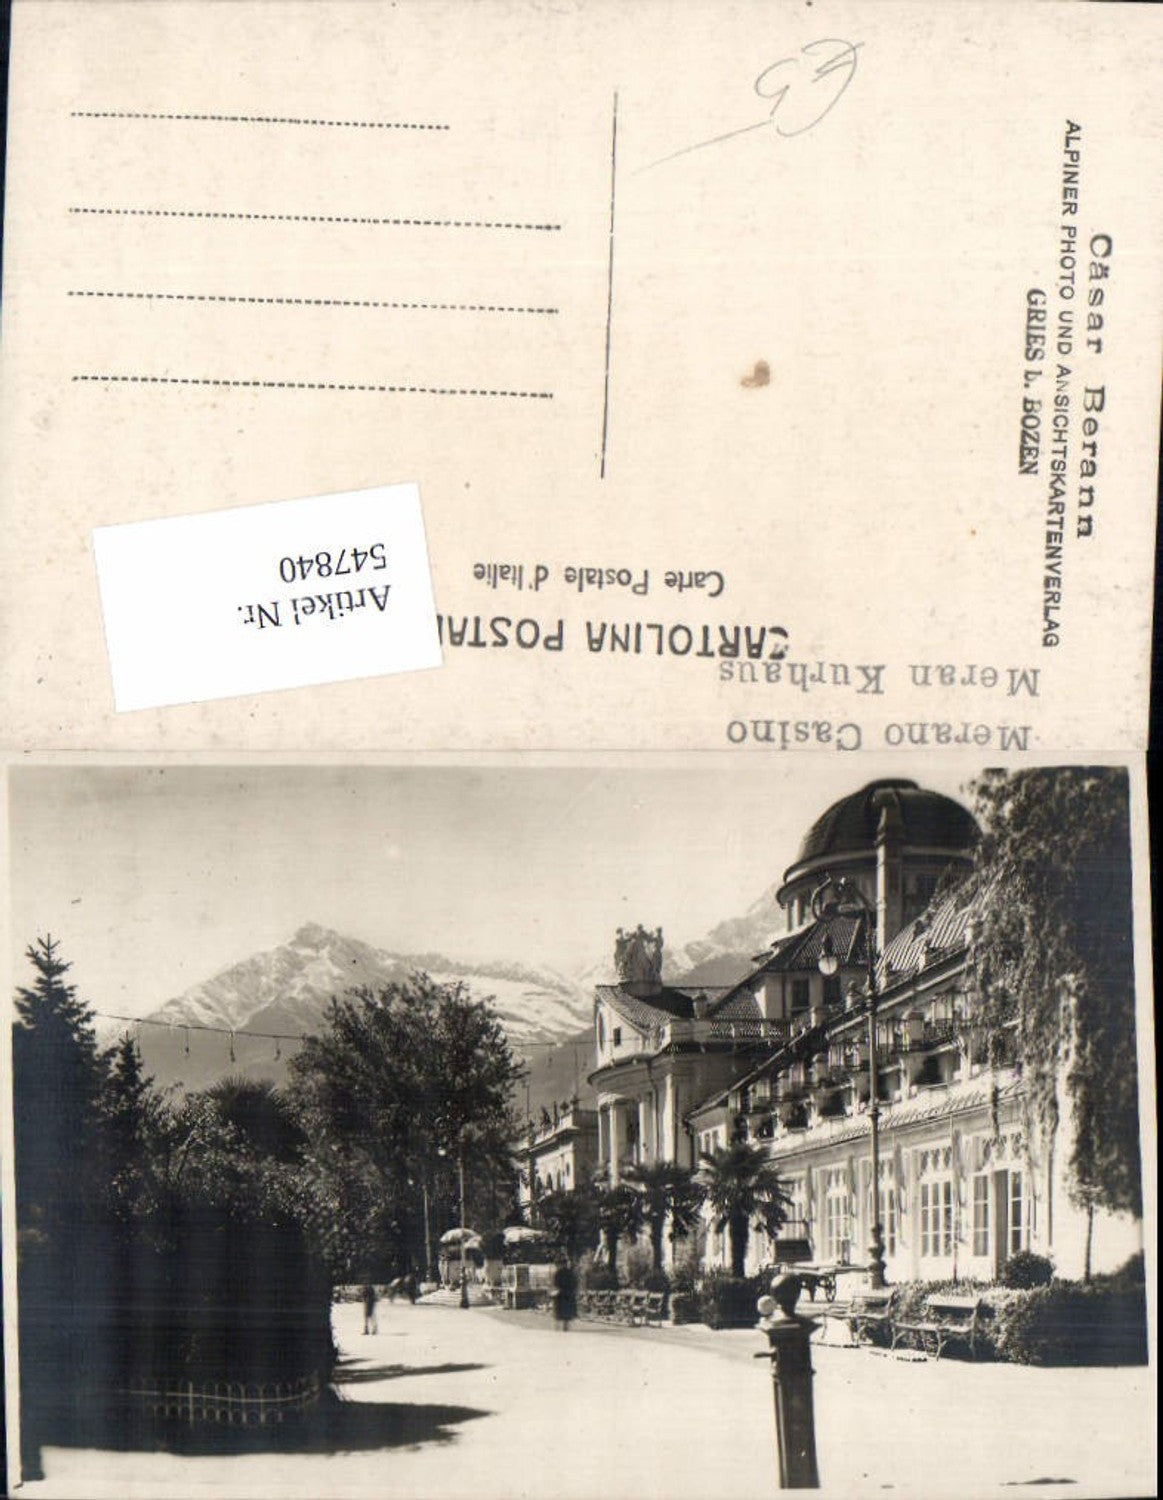 Cäsar Berann
ALPINER PHOTO UND ANSICHTSKARTENVERLAG
GRIES b. BOZEN
Merano Casino
Meran Kurhaus
CARTOLINA POSTAL
Carte Postale d'Italie
Artikel Nr.
547840